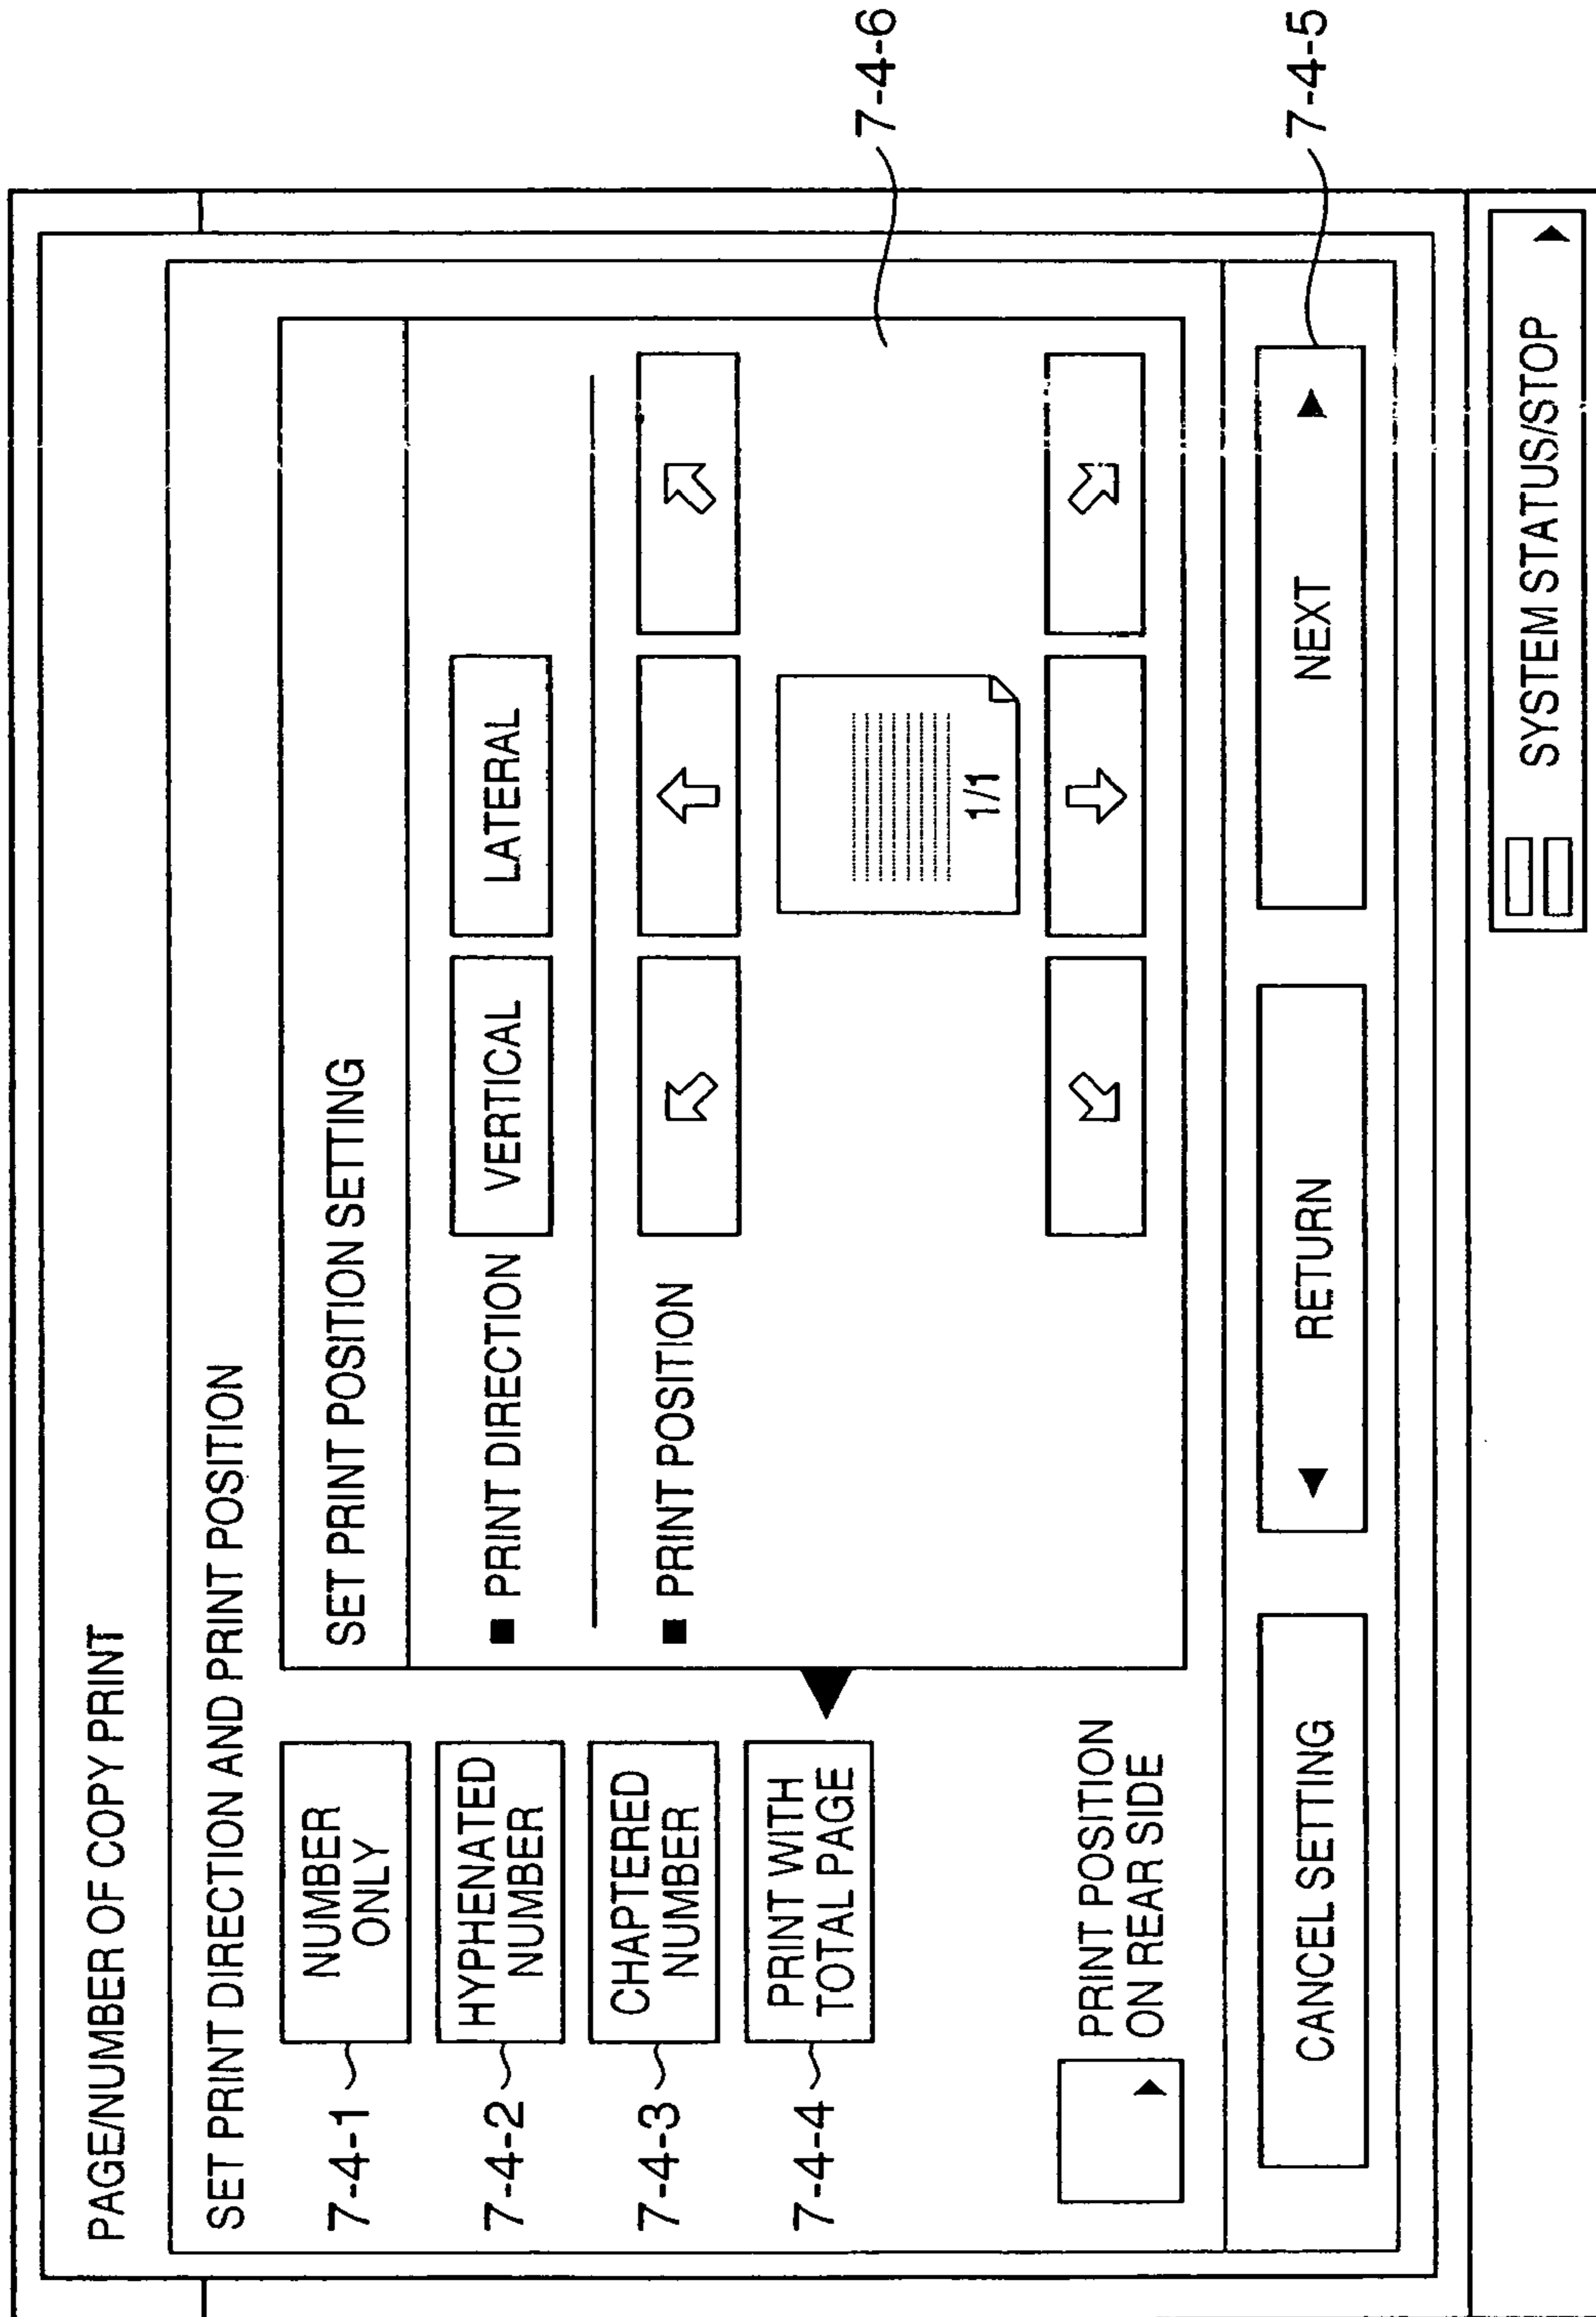 PAGE/NUMBER OF COPY PRINT
SET PRINT DIRECTION AND PRINT POSITION
7-4-1
NUMBER
ONLY
7-4-2
HYPHENATED
NUMBER
7-4-3
CHAPTERED
NUMBER
7-4-4
PRINT WITH
TOTAL PAGE
PRINT POSITION
ON REAR SIDE
SET PRINT POSITION SETTING
■ PRINT DIRECTION
VERTICAL
LATERAL
■ PRINT POSITION
1/1
7-4-6
CANCEL SETTING
RETURN
NEXT
7-4-5
SYSTEM STATUS/STOP